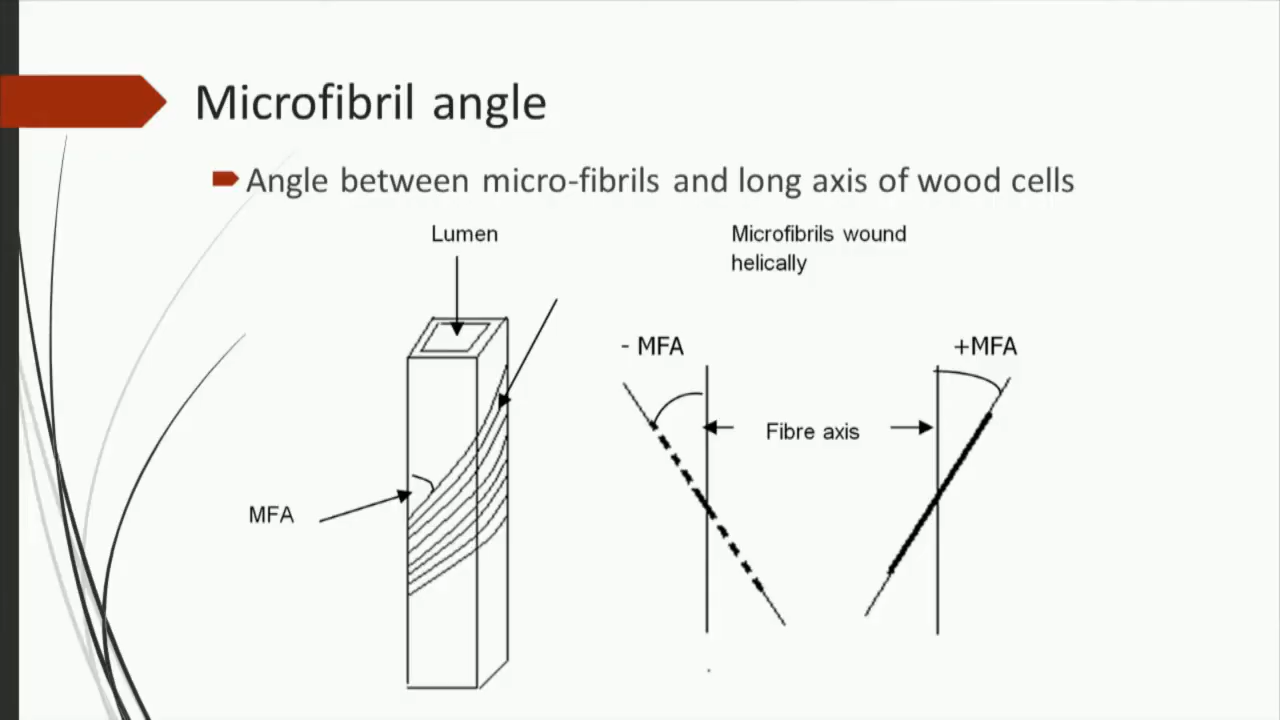 Microfibril angle
Angle between micro-fibrils and long axis of wood cells
Lumen
Microfibrils wound
helically
- MFA
+MFA
Fibre axis
MFA